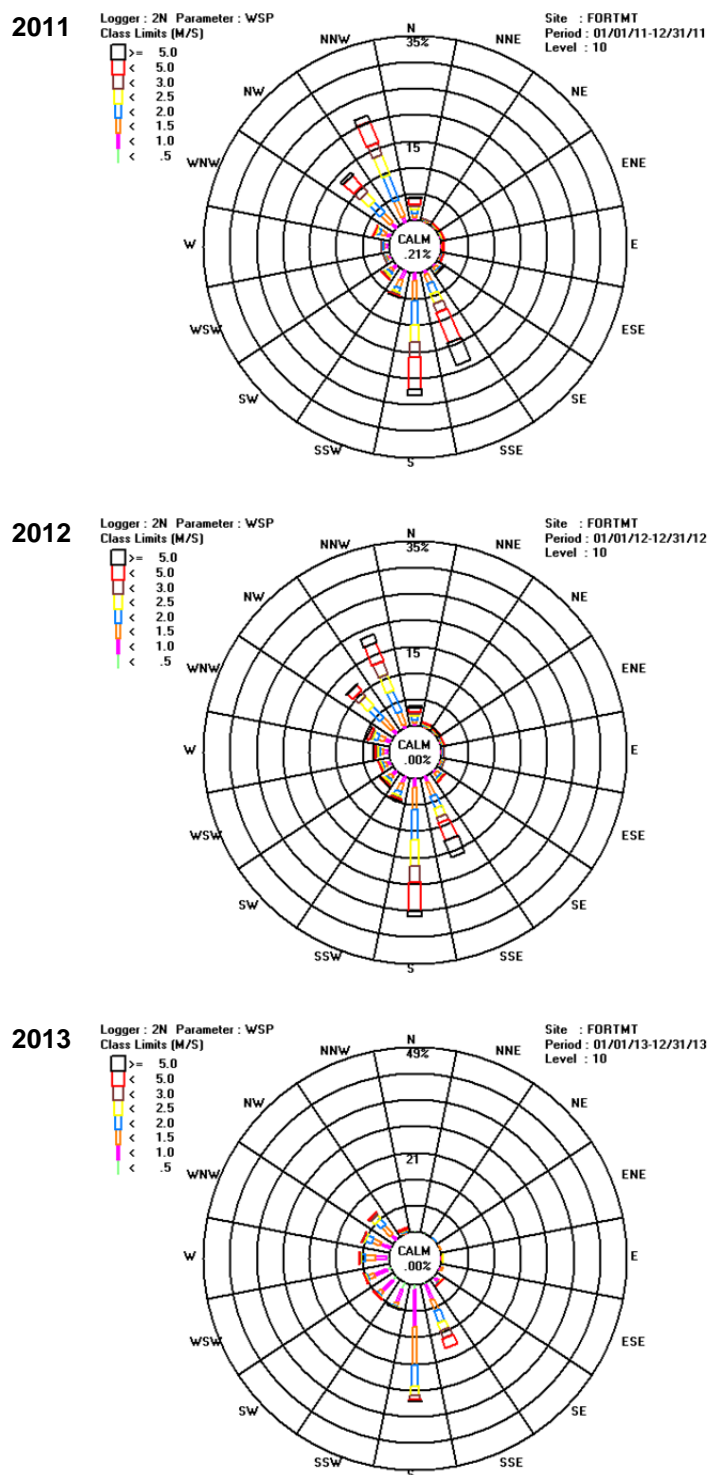 2011
Logger : 2N Parameter : WSP
Class Limits (M/S)
>= 5.0
< 5.0
< 3.0
< 2.5
< 2.0
< 1.5
< 1.0
< .5
Site : FORTMT
Period : 01/01/11-12/31/11
Level : 10
N
35%
NNE
NE
ENE
E
ESE
SE
SSE
S
SSW
SW
WSW
W
WNW
NW
NNW
15
CALM
.21%
2012
Logger : 2N Parameter : WSP
Class Limits (M/S)
>= 5.0
< 5.0
< 3.0
< 2.5
< 2.0
< 1.5
< 1.0
< .5
Site : FORTMT
Period : 01/01/12-12/31/12
Level : 10
N
35%
NNE
NE
ENE
E
ESE
SE
SSE
S
SSW
SW
WSW
W
WNW
NW
NNW
15
CALM
.00%
2013
Logger : 2N Parameter : WSP
Class Limits (M/S)
>= 5.0
< 5.0
< 3.0
< 2.5
< 2.0
< 1.5
< 1.0
< .5
Site : FORTMT
Period : 01/01/13-12/31/13
Level : 10
N
49%
NNE
NE
ENE
E
ESE
SE
SSE
S
SSW
SW
WSW
W
WNW
NW
NNW
21
CALM
.00%